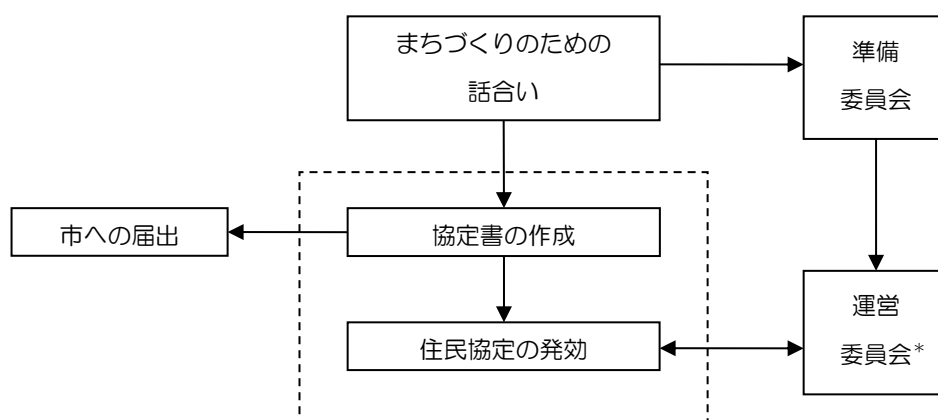 まちづくりのための
話合い
準備
委員会
市への届出
協定書の作成
住民協定の発効
運営
委員会*